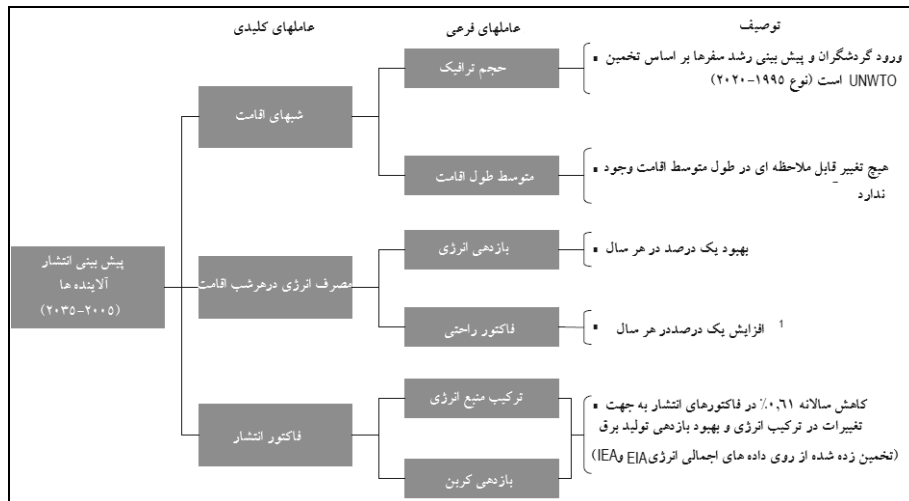 عاملهای کلیدی
عاملهای فرعی
توصیف
پیش بینی انتشار
آلاینده ها
(۲۰۳۵-۲۰۰۵)
شبهای اقامت
حجم ترافیک
▪ ورود گردشگران و پیش بینی رشد سفرها بر اساس تخمین
UNWTO است (نوع ۱۹۹۵-۲۰۲۰)
متوسط طول اقامت
▪ هیچ تغییر قابل ملاحظه ای در طول متوسط اقامت وجود
ندارد
مصرف انرژی درهرشب اقامت
بازدهی انرژی
▪ بهبود یک درصد در هر سال
فاکتور راحتی
▪ افزایش یک درصددر هر سال 1
فاکتور انتشار
ترکیب منبع انرژی
بازدهی کربن
▪ کاهش سالانه ۰,٦١٪ در فاکتورهای انتشار به جهت
تغییرات در ترکیب انرژی و بهبود بازدهی تولید برق
(تخمین زده شده از روی داده های اجمالی انرژیEIA وIEA)